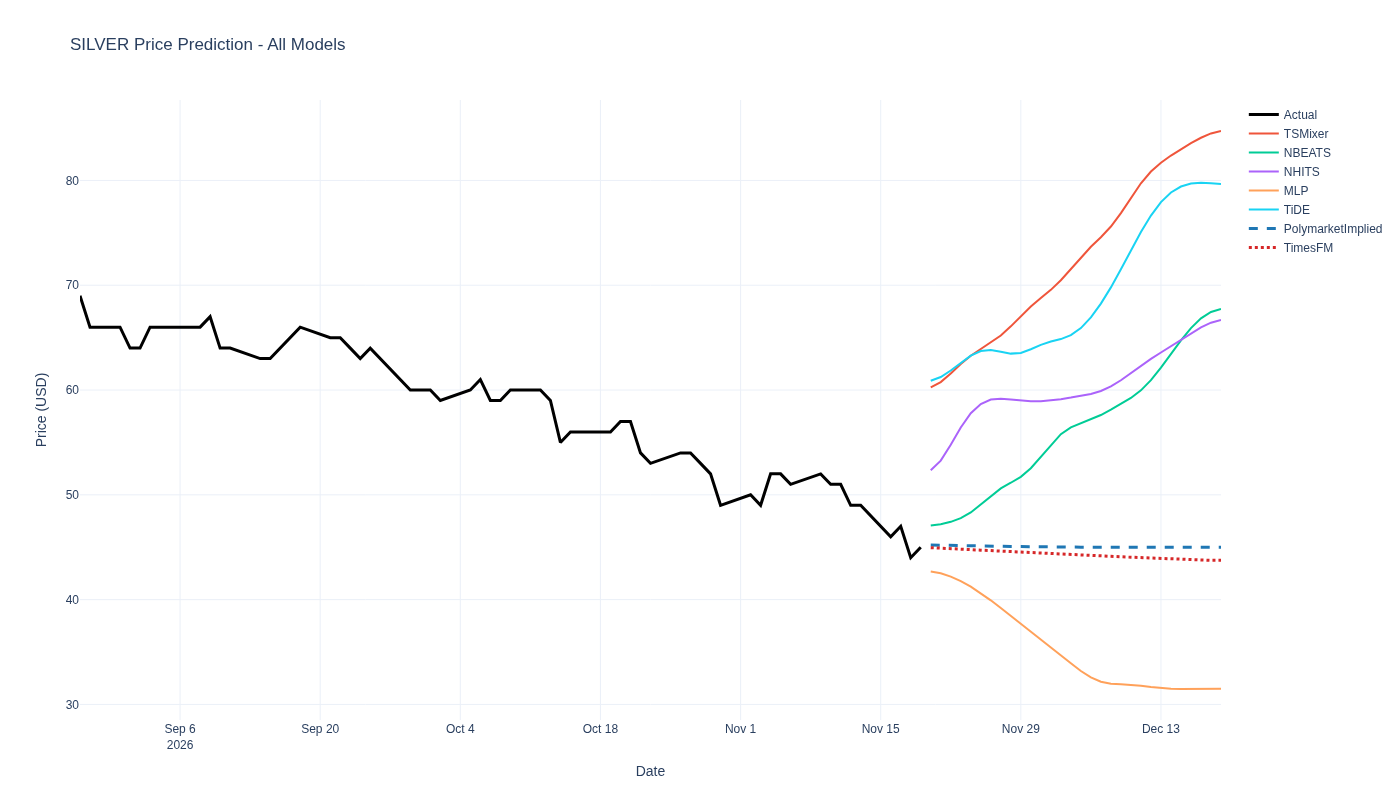 SILVER Price Prediction - All Models
Actual
TSMixer
NBEATS
NHITS
MLP
TiDE
PolymarketImplied
TimesFM
Price (USD)
80
70
60
50
40
30
Sep 6
2026
Sep 20
Oct 4
Oct 18
Nov 1
Nov 15
Nov 29
Dec 13
Date